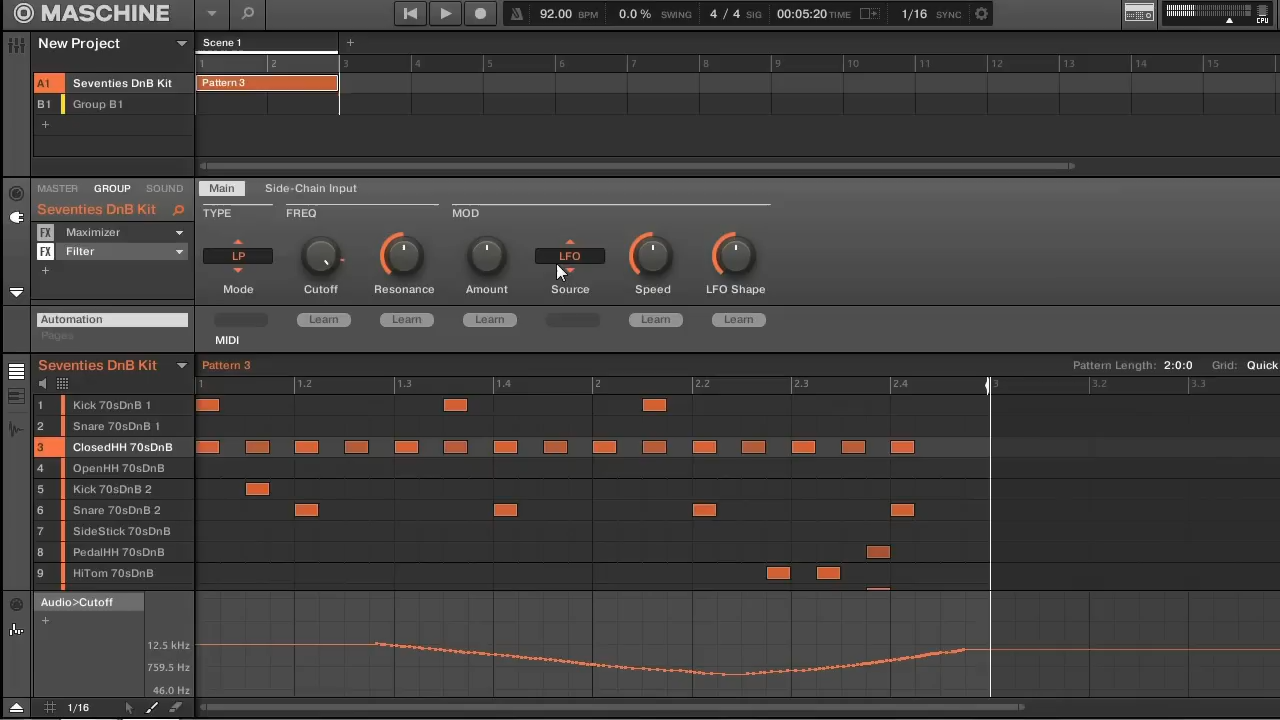 MASCHINE
92.00 BPM 0.0% SWING 4 / 4 SIG 00:05:20 TIME 1/16 SYNC CPU
New Project
Scene 1
1 2 3 4 5 6 7 8 9 10 11 12 13 14 15
A1 Seventies DnB Kit Pattern 3
B1 Group B1
MASTER GROUP SOUND Main Side-Chain Input
Seventies DnB Kit TYPE FREQ MOD
FX Maximizer
FX Filter LP LFO
Mode Cutoff Resonance Amount Source Speed LFO Shape
Automation Learn Learn Learn Learn Learn
Pages MIDI
Seventies DnB Kit Pattern 3 Pattern Length: 2:0:0 Grid: Quick
1 1.2 1.3 1.4 2 2.2 2.3 2.4 3 3.2 3.3
1 Kick 70sDnB 1
2 Snare 70sDnB 1
3 ClosedHH 70sDnB
4 OpenHH 70sDnB
5 Kick 70sDnB 2
6 Snare 70sDnB 2
7 SideStick 70sDnB
8 PedalHH 70sDnB
9 HiTom 70sDnB
Audio>Cutoff
12.5 kHz
759.5 Hz
46.0 Hz
1/16